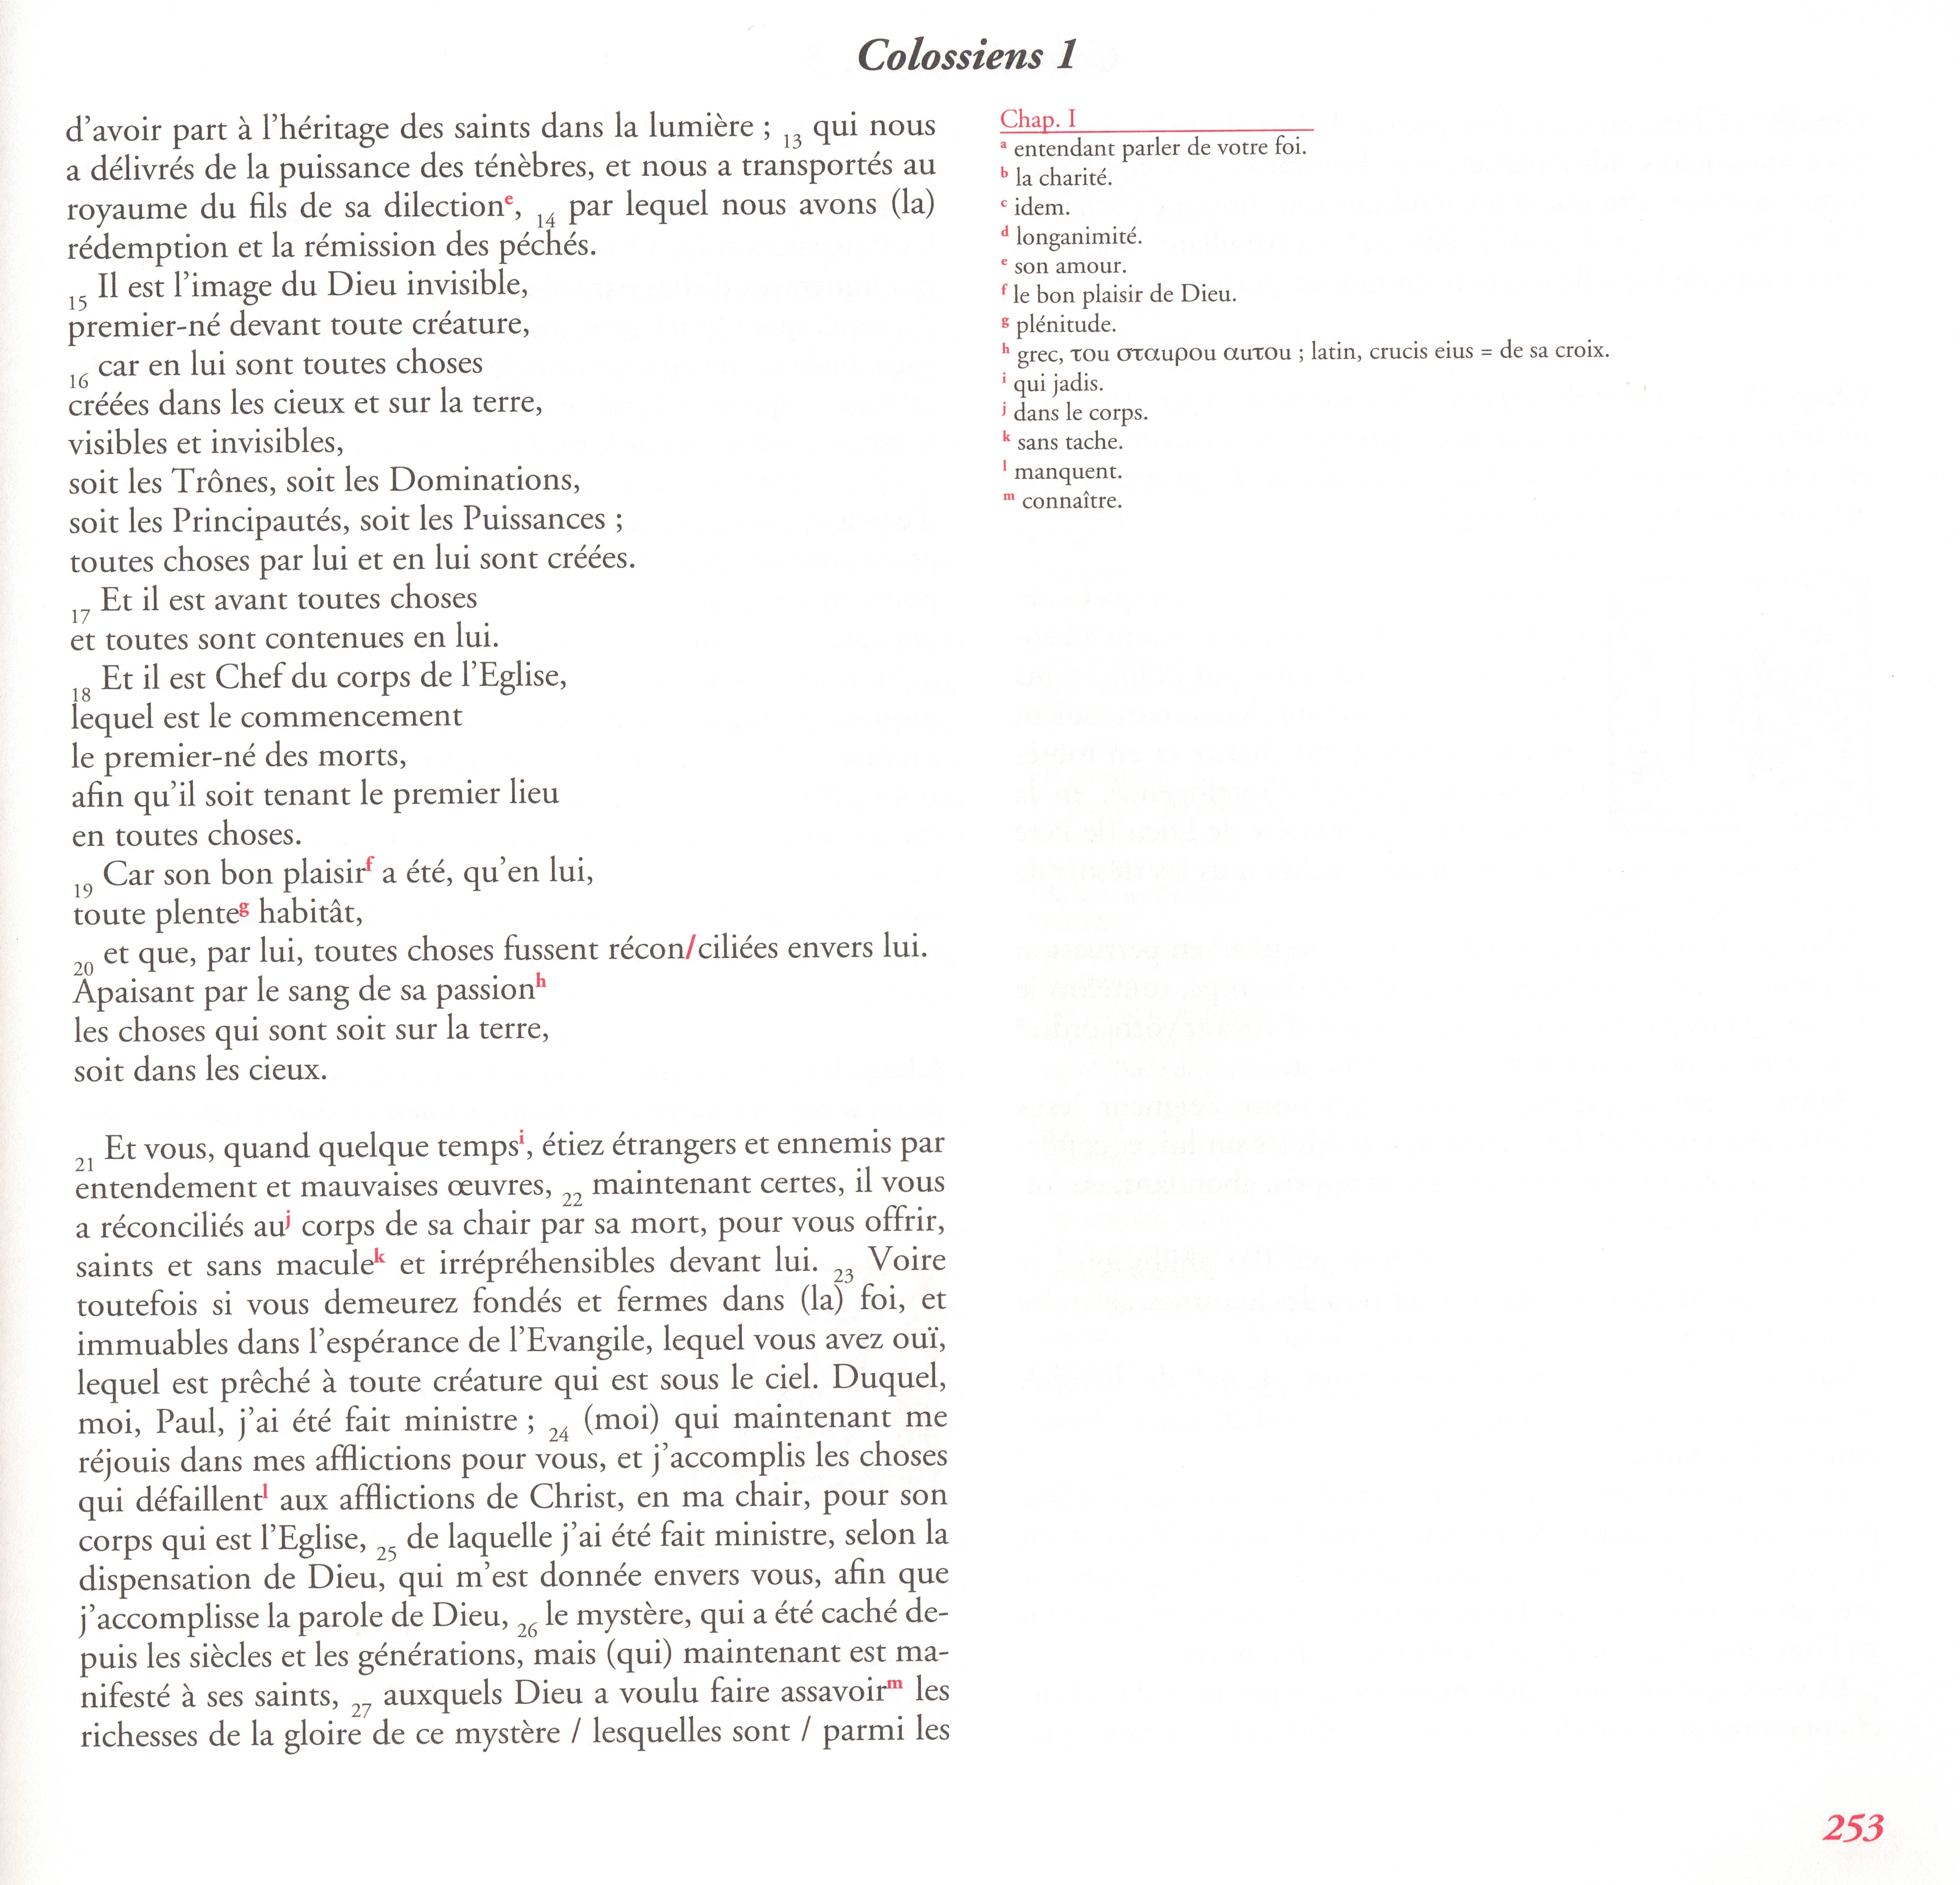 Colossiens 1
d'avoir part à l'héritage des saints dans la lumière ; 13 qui nous
a délivrés de la puissance des ténèbres, et nous a transportés au
royaume du fils de sa dilectionᵉ, 14 par lequel nous avons (la)
rédemption et la rémission des péchés.
15 Il est l'image du Dieu invisible,
premier-né devant toute créature,
16 car en lui sont toutes choses
créées dans les cieux et sur la terre,
visibles et invisibles,
soit les Trônes, soit les Dominations,
soit les Principautés, soit les Puissances ;
toutes choses par lui et en lui sont créées.
17 Et il est avant toutes choses
et toutes sont contenues en lui.
18 Et il est Chef du corps de l'Eglise,
lequel est le commencement
le premier-né des morts,
afin qu'il soit tenant le premier lieu
en toutes choses.
19 Car son bon plaisirᶠ a été, qu'en lui,
toute plenteᵍ habitât,
20 et que, par lui, toutes choses fussent récon/ciliées envers lui.
Apaisant par le sang de sa passionʰ
les choses qui sont soit sur la terre,
soit dans les cieux.
21 Et vous, quand quelque tempsⁱ, étiez étrangers et ennemis par
entendement et mauvaises œuvres, 22 maintenant certes, il vous
a réconciliés auʲ corps de sa chair par sa mort, pour vous offrir,
saints et sans maculeᵏ et irrépréhensibles devant lui. 23 Voire
toutefois si vous demeurez fondés et fermes dans (la) foi, et
immuables dans l'espérance de l'Evangile, lequel vous avez ouï,
lequel est prêché à toute créature qui est sous le ciel. Duquel,
moi, Paul, j'ai été fait ministre ; 24 (moi) qui maintenant me
réjouis dans mes afflictions pour vous, et j'accomplis les choses
qui défaillentˡ aux afflictions de Christ, en ma chair, pour son
corps qui est l'Eglise, 25 de laquelle j'ai été fait ministre, selon la
dispensation de Dieu, qui m'est donnée envers vous, afin que
j'accomplisse la parole de Dieu, 26 le mystère, qui a été caché de-
puis les siècles et les générations, mais (qui) maintenant est ma-
nifesté à ses saints, 27 auxquels Dieu a voulu faire assavoirᵐ les
richesses de la gloire de ce mystère / lesquelles sont / parmi les
Chap. I
ᵃ entendant parler de votre foi.
ᵇ la charité.
ᶜ idem.
ᵈ longanimité.
ᵉ son amour.
ᶠ le bon plaisir de Dieu.
ᵍ plénitude.
ʰ grec, του σταυρου αυτου ; latin, crucis eius = de sa croix.
ⁱ qui jadis.
ʲ dans le corps.
ᵏ sans tache.
ˡ manquent.
ᵐ connaître.
253